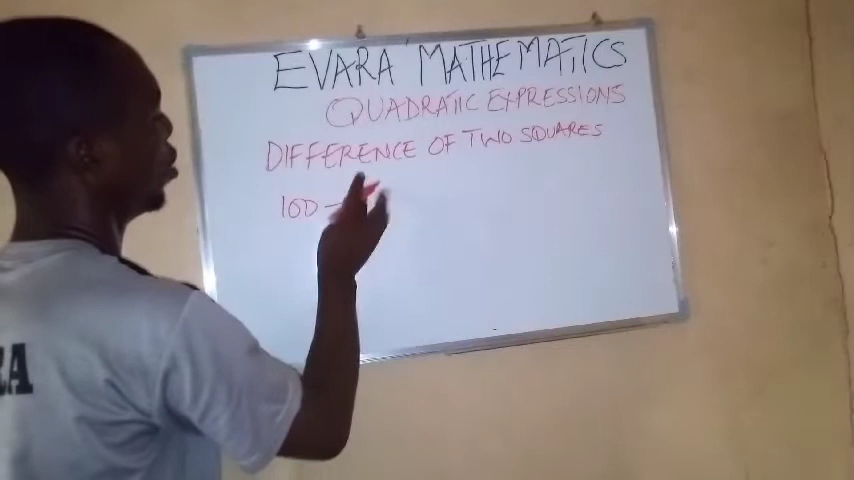 EVARA MATHEMATICS
QUADRATIC EXPRESSIONS
DIFFERENCE OF TWO SQUARES
100 -